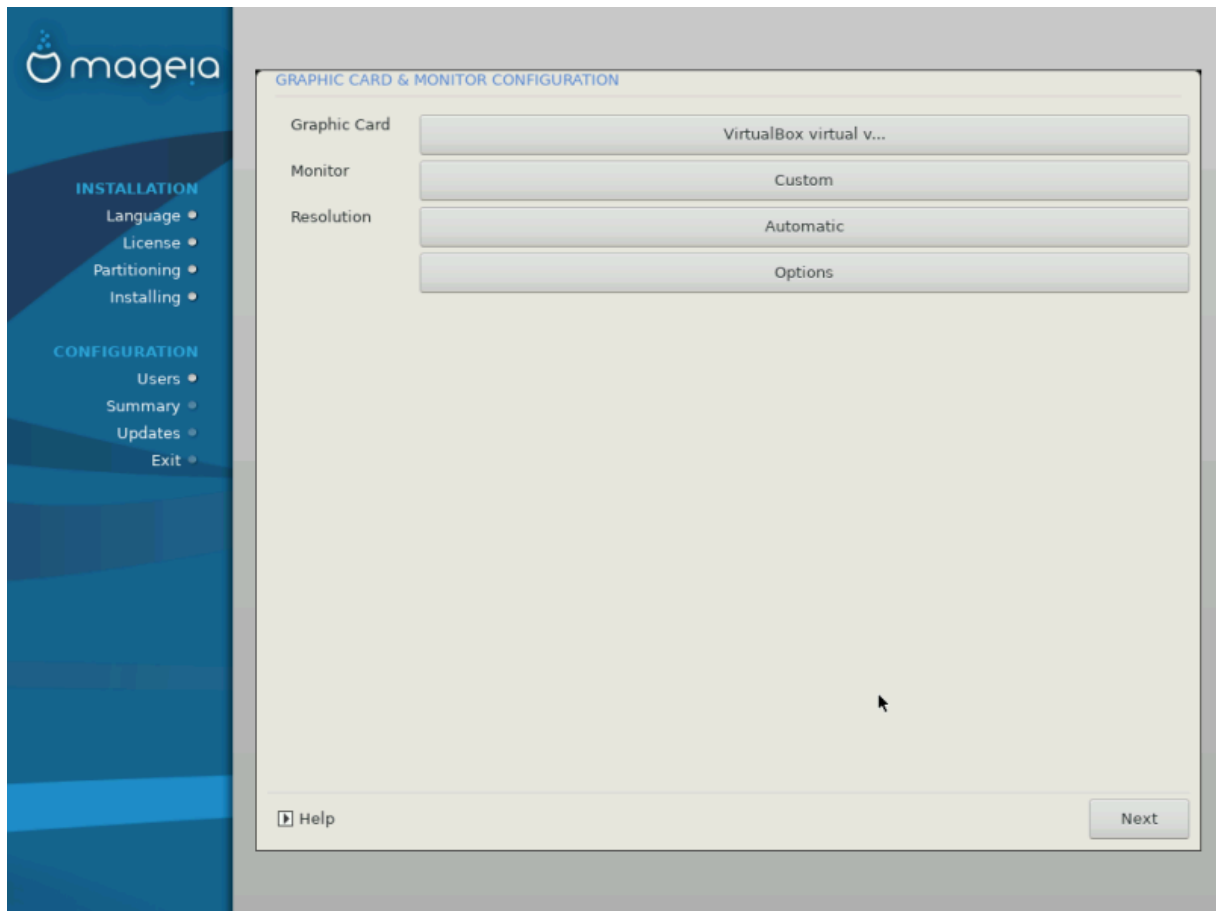 mageia
INSTALLATION
Language
License
Partitioning
Installing
CONFIGURATION
Users
Summary
Updates
Exit
GRAPHIC CARD & MONITOR CONFIGURATION
Graphic Card
VirtualBox virtual v...
Monitor
Custom
Resolution
Automatic
Options
Help
Next